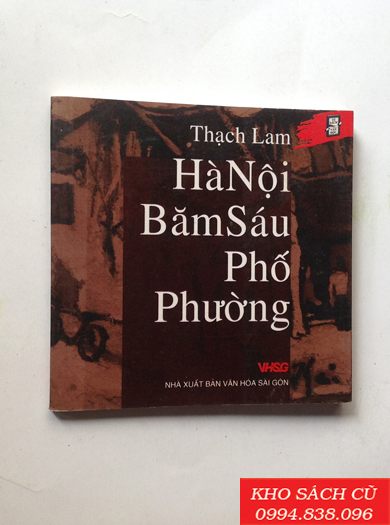 Thạch Lam
HàNội
BămSáu
Phố
Phường
VHSG
NHÀ XUẤT BẢN VĂN HÓA SÀI GÒN
KHO SÁCH CŨ
0994.838.096